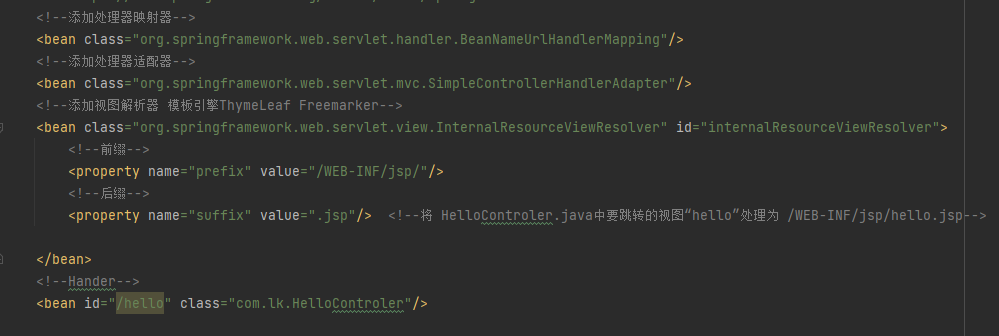 <!--添加处理器映射器-->
<bean class="org.springframework.web.servlet.handler.BeanNameUrlHandlerMapping"/>
<!--添加处理器适配器-->
<bean class="org.springframework.web.servlet.mvc.SimpleControllerHandlerAdapter"/>
<!--添加视图解析器 模板引擎ThymeLeaf Freemarker-->
<bean class="org.springframework.web.servlet.view.InternalResourceViewResolver" id="internalResourceViewResolver">
<!--前缀-->
<property name="prefix" value="/WEB-INF/jsp/"/>
<!--后缀-->
<property name="suffix" value=".jsp"/>  <!--将 HelloControler.java中要跳转的视图“hello”处理为 /WEB-INF/jsp/hello.jsp-->
</bean>
<!--Hander-->
<bean id="/hello" class="com.lk.HelloControler"/>